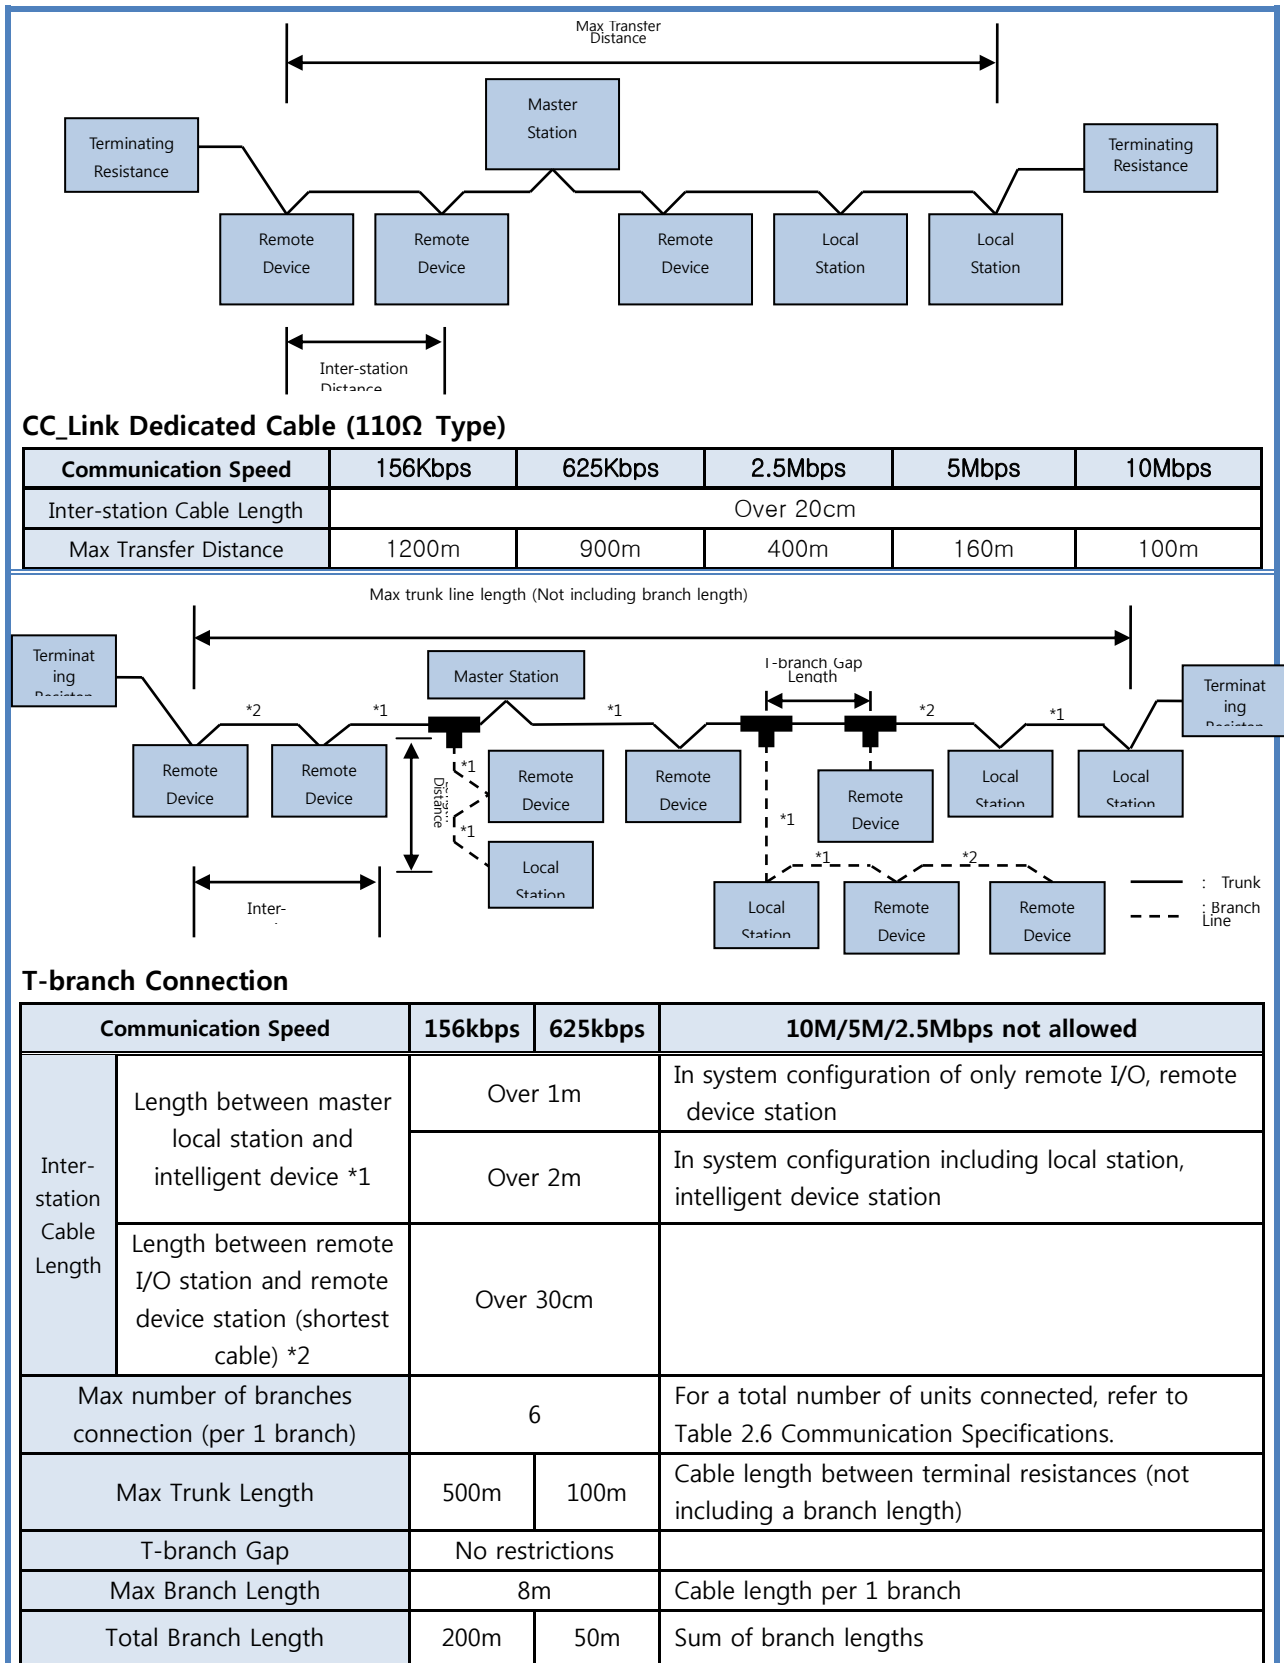 Max Transfer
Distance
Master
Station
Terminating
Resistance
Terminating
Resistance
Remote
Device
Remote
Device
Remote
Device
Local
Station
Local
Station
Inter-station
Distance
CC_Link Dedicated Cable (110Ω Type)
Communication Speed 156Kbps 625Kbps 2.5Mbps 5Mbps 10Mbps
Inter-station Cable Length Over 20cm
Max Transfer Distance 1200m 900m 400m 160m 100m
Max trunk line length (Not including branch length)
Terminat
ing
Master Station
T-branch Gap
Length
Terminat
ing
*2 *1 *1 *2 *1
Remote
Device
Remote
Device
Distance
*1
*1
Remote
Device
Remote
Device
*1
Remote
Device
Local
Station
Local
Station
Local
Station
*1 *2
Inter-
Local
Station
Remote
Device
Remote
Device
: Trunk
: Branch
Line
T-branch Connection
Communication Speed 156kbps 625kbps 10M/5M/2.5Mbps not allowed
Inter-
station
Cable
Length
Length between master
local station and
intelligent device *1
Over 1m
In system configuration of only remote I/O, remote
device station
Over 2m
In system configuration including local station,
intelligent device station
Length between remote
I/O station and remote
device station (shortest
cable) *2
Over 30cm
Max number of branches
connection (per 1 branch)
6
For a total number of units connected, refer to
Table 2.6 Communication Specifications.
Max Trunk Length 500m 100m
Cable length between terminal resistances (not
including a branch length)
T-branch Gap No restrictions
Max Branch Length 8m Cable length per 1 branch
Total Branch Length 200m 50m Sum of branch lengths